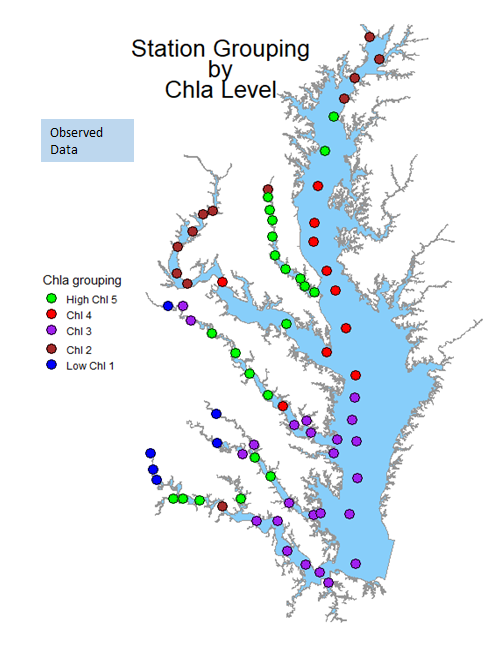 Station Grouping
by
Chla Level
Observed
Data
Chla grouping
High Chl 5
Chl 4
Chl 3
Chl 2
Low Chl 1